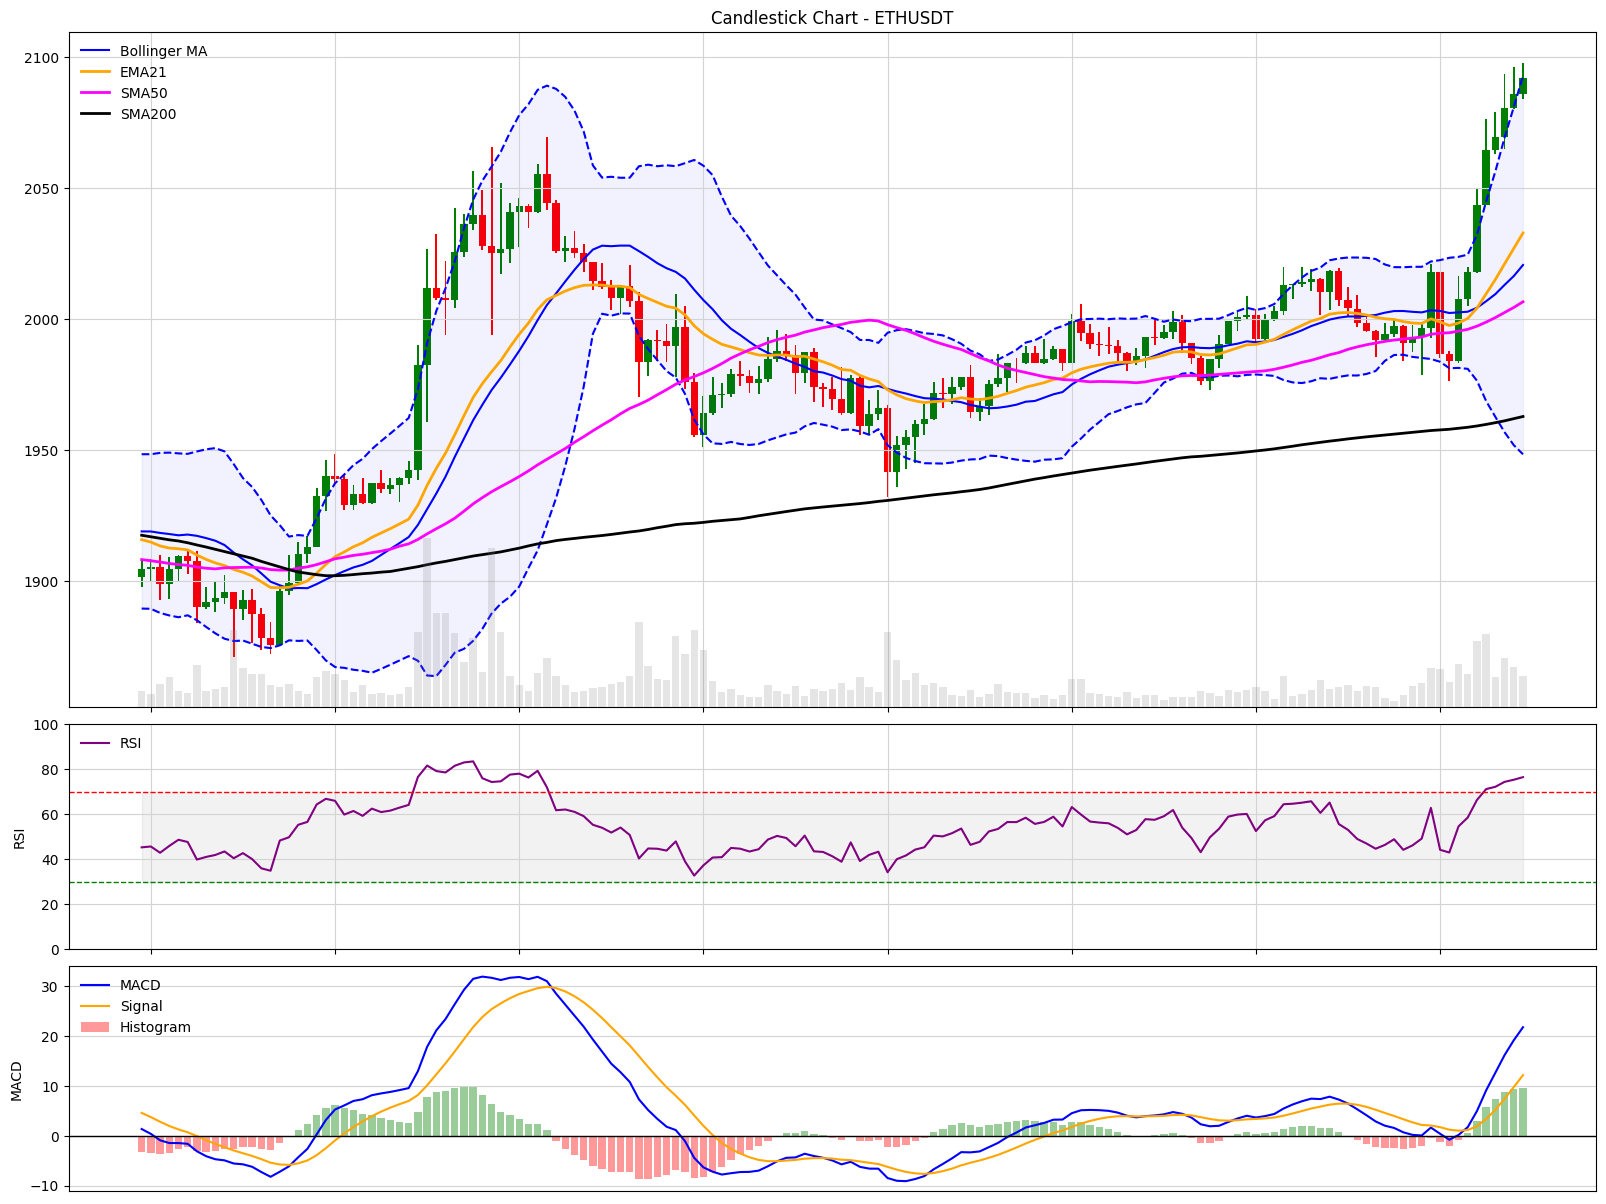 Candlestick Chart - ETHUSDT
Bollinger MA
EMA21
SMA50
SMA200
2100
2050
2000
1950
1900
RSI
RSI
100
80
60
40
20
0
MACD
Signal
Histogram
MACD
30
20
10
0
−10